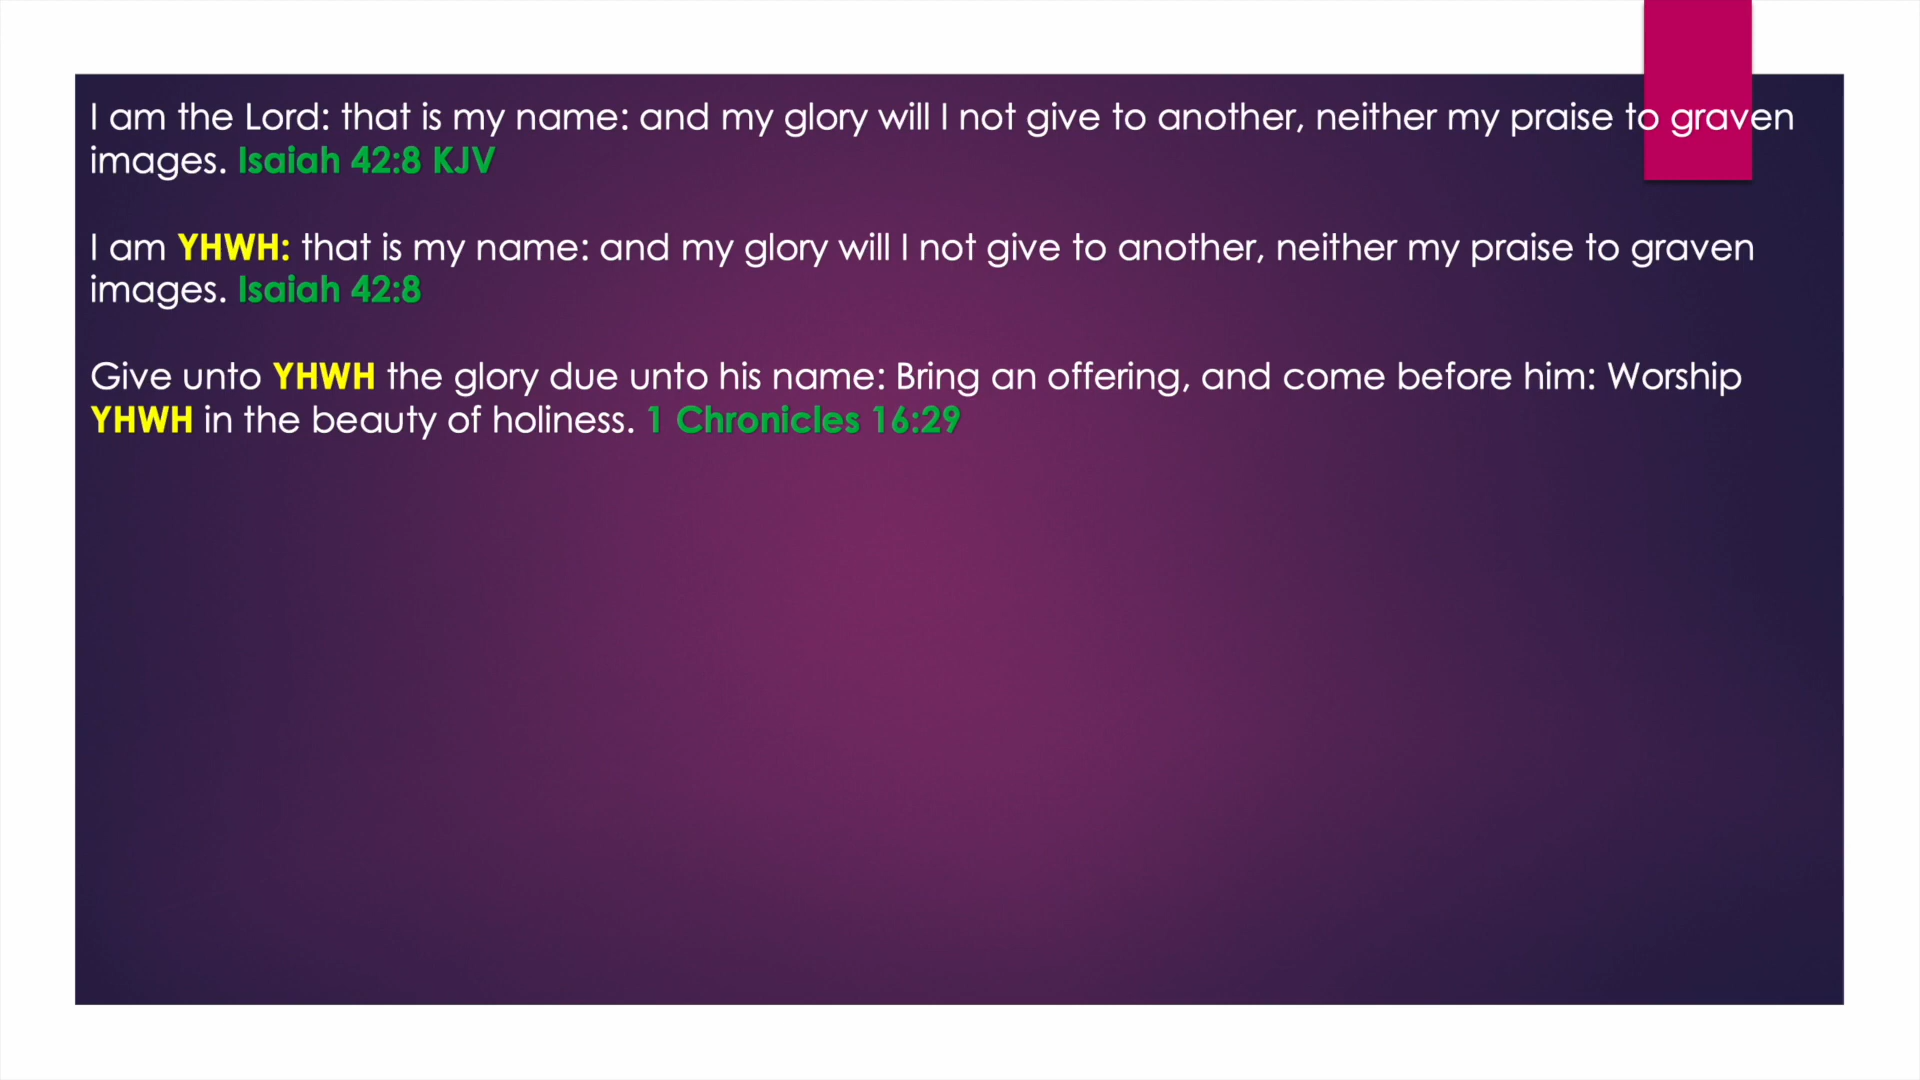 I am the Lord: that is my name: and my glory will I not give to another, neither my praise to graven
images. Isaiah 42:8 KJV
I am YHWH: that is my name: and my glory will I not give to another, neither my praise to graven
images. Isaiah 42:8
Give unto YHWH the glory due unto his name: Bring an offering, and come before him: Worship
YHWH in the beauty of holiness. 1 Chronicles 16:29